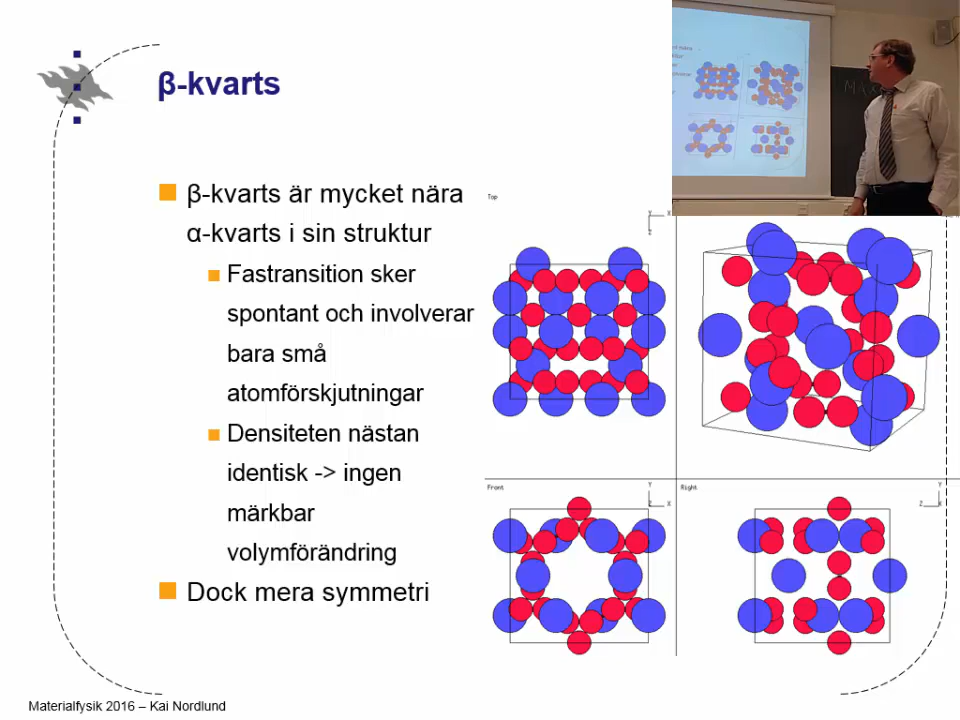 β-kvarts
β-kvarts är mycket nära
α-kvarts i sin struktur
Fastransition sker
spontant och involverar
bara små
atomförskjutningar
Densiteten nästan
identisk -> ingen
märkbar
volymförändring
Dock mera symmetri
Top
Y
X
Z
Front
Y
Z
X
Right
Y
Z
X
Materialfysik 2016 – Kai Nordlund